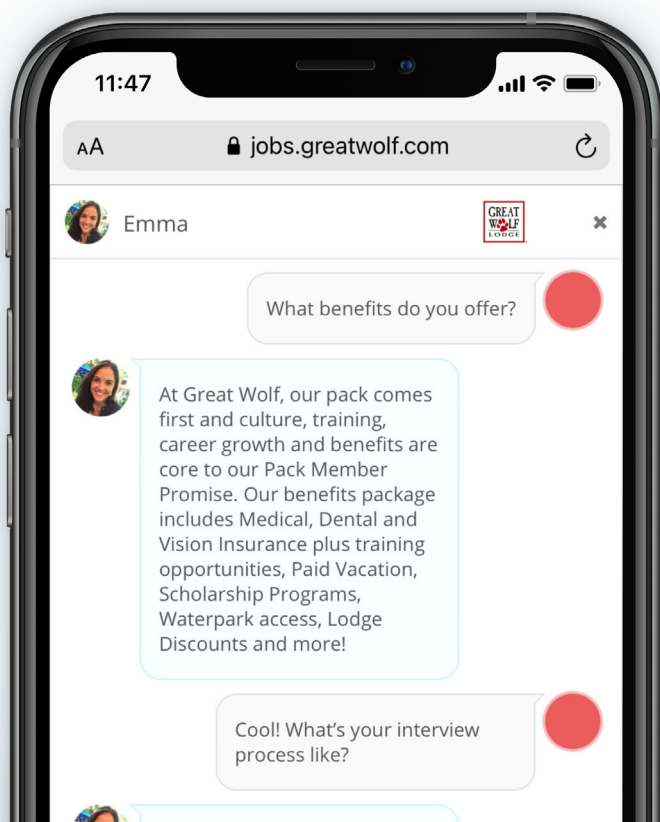 11:47
AA
jobs.greatwolf.com
Emma
GREAT
WOLF
LODGE
What benefits do you offer?
At Great Wolf, our pack comes
first and culture, training,
career growth and benefits are
core to our Pack Member
Promise. Our benefits package
includes Medical, Dental and
Vision Insurance plus training
opportunities, Paid Vacation,
Scholarship Programs,
Waterpark access, Lodge
Discounts and more!
Cool! What's your interview
process like?